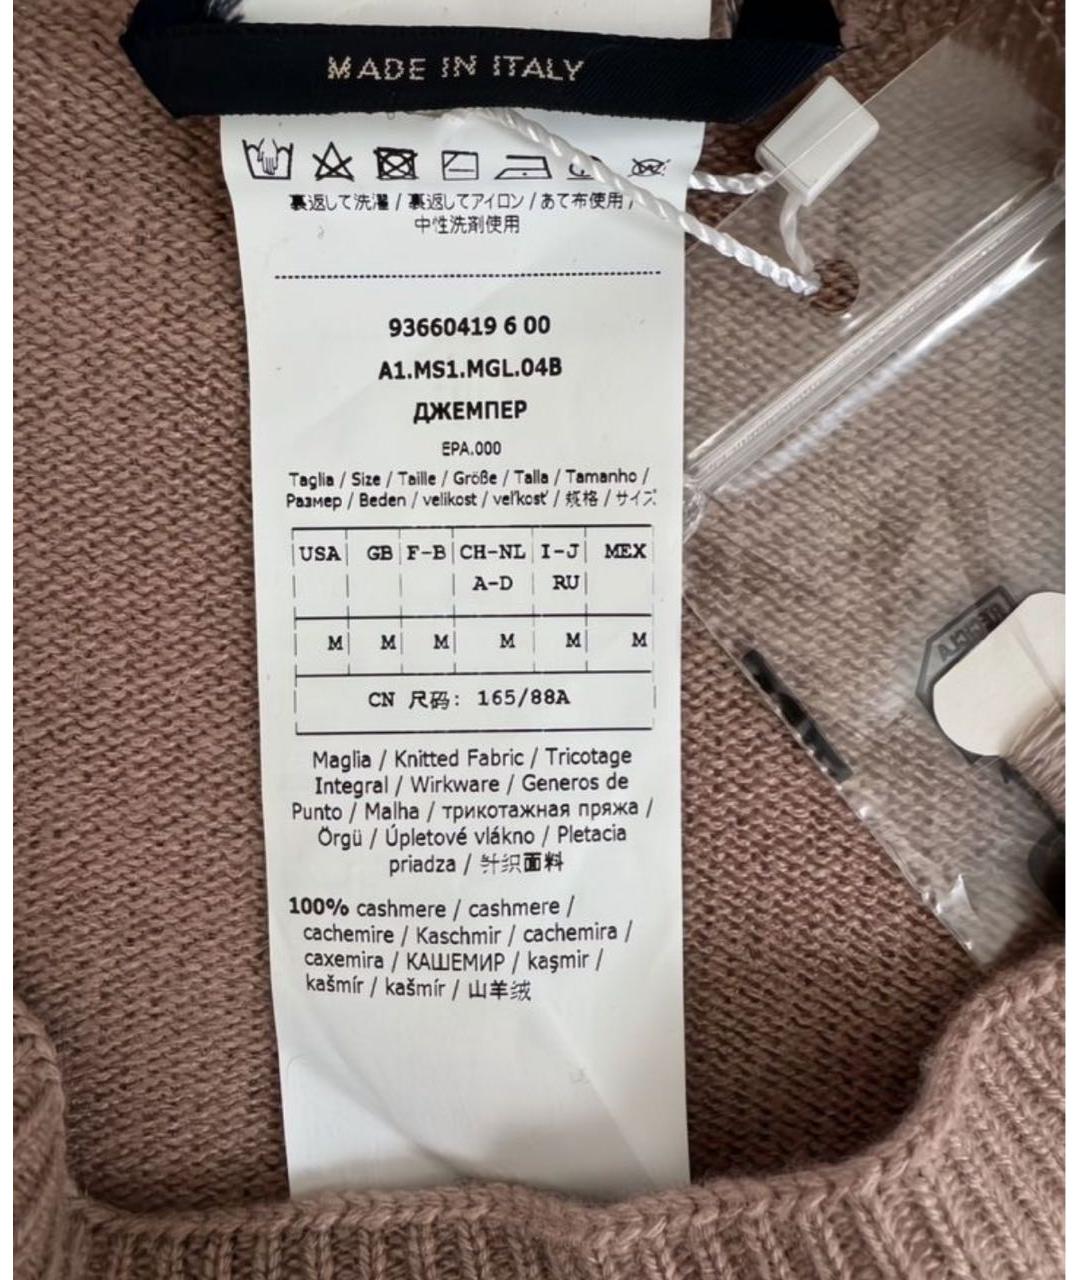 MADE IN ITALY
裏返して洗濯 / 裏返してアイロン / あて布使用 /
中性洗剤使用
93660419 6 00
A1.MS1.MGL.04B
ДЖЕМПЕР
EPA.000
Taglia / Size / Taille / Größe / Talla / Tamanho /
Размер / Beden / velikost / veľkosť / 规格 / サイズ
USA GB F-B CH-NL I-J MEX
A-D RU
M M M M M M
CN 尺码: 165/88A
Maglia / Knitted Fabric / Tricotage
Integral / Wirkware / Generos de
Punto / Malha / трикотажная пряжа /
Örgü / Úpletové vlákno / Pletacia
priadza / 针织面料
100% cashmere / cashmere /
cachemire / Kaschmir / cachemira /
caxemira / КАШЕМИР / kaşmir /
kašmír / kašmír / 山羊绒